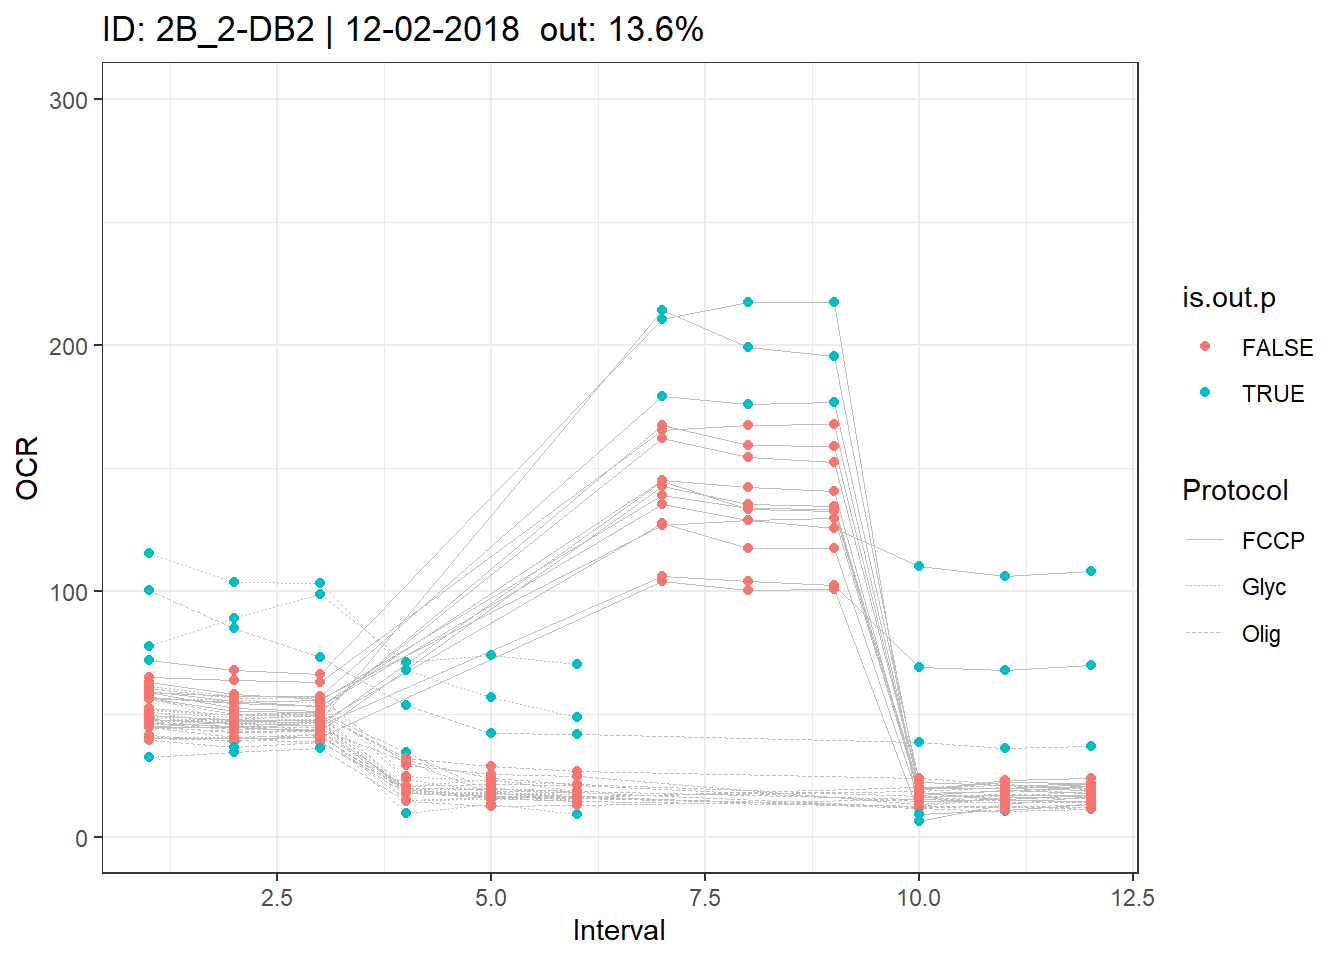 ID: 2B_2-DB2 | 12-02-2018  out: 13.6%
300
200
100
0
OCR
2.5
5.0
7.5
10.0
12.5
Interval
is.out.p
FALSE
TRUE
Protocol
FCCP
Glyc
Olig